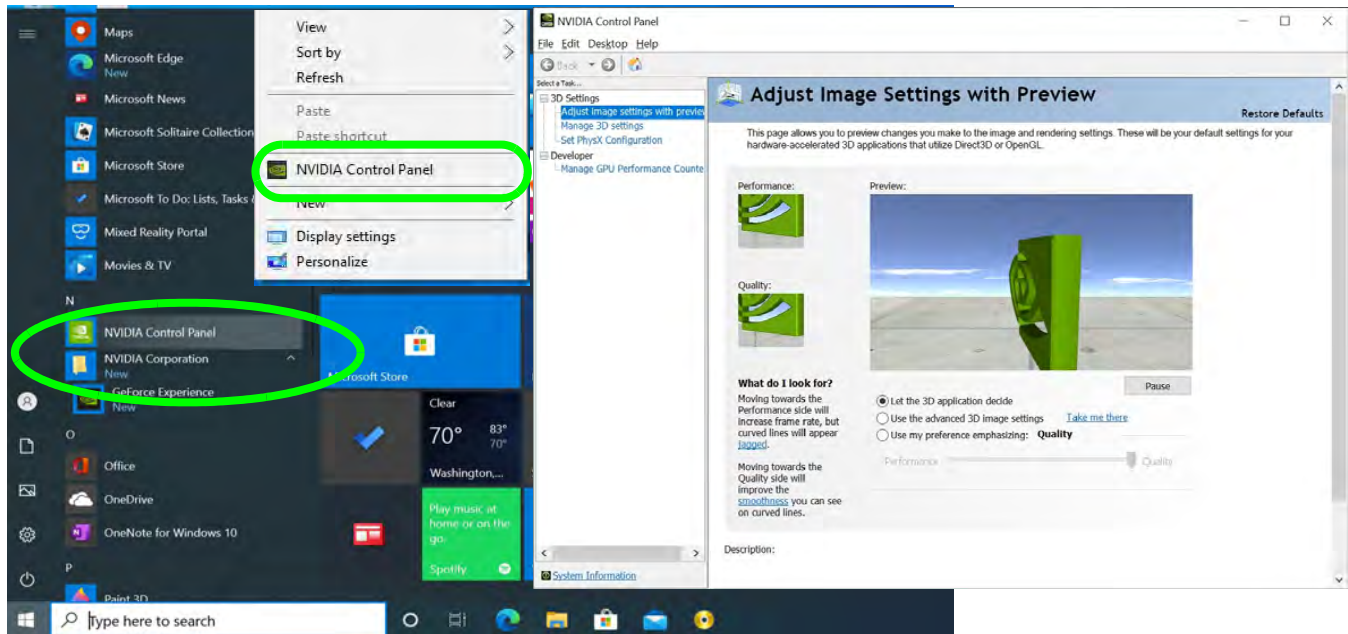 Maps
Microsoft Edge
New
Microsoft News
Microsoft Solitaire Collection
Microsoft Store
Microsoft To Do: Lists, Tasks
Mixed Reality Portal
Movies & TV
N
NVIDIA Control Panel
NVIDIA Corporation
New
GeForce Experience
New
O
Office
OneDrive
OneNote for Windows 10
P
Paint 3D
Type here to search
View
Sort by
Refresh
Paste
Paste shortcut
NVIDIA Control Panel
New
Display settings
Personalize
Microsoft Store
Clear
70° 83°
70°
Washington,...
Play music at
home or on the
go.
Spotify
NVIDIA Control Panel
File Edit Desktop Help
Back
Select a Task...
3D Settings
Adjust image settings with preview
Manage 3D settings
Set PhysX Configuration
Developer
Manage GPU Performance Counte
System Information
Adjust Image Settings with Preview
Restore Defaults
This page allows you to preview changes you make to the image and rendering settings. These will be your default settings for your
hardware-accelerated 3D applications that utilize Direct3D or OpenGL.
Performance:
Preview:
Quality:
What do I look for?
Moving towards the
Performance side will
increase frame rate, but
curved lines will appear
jagged.
Moving towards the
Quality side will
improve the
smoothness you can see
on curved lines.
Pause
Let the 3D application decide
Use the advanced 3D image settings Take me there
Use my preference emphasizing: Quality
Performance Quality
Description: